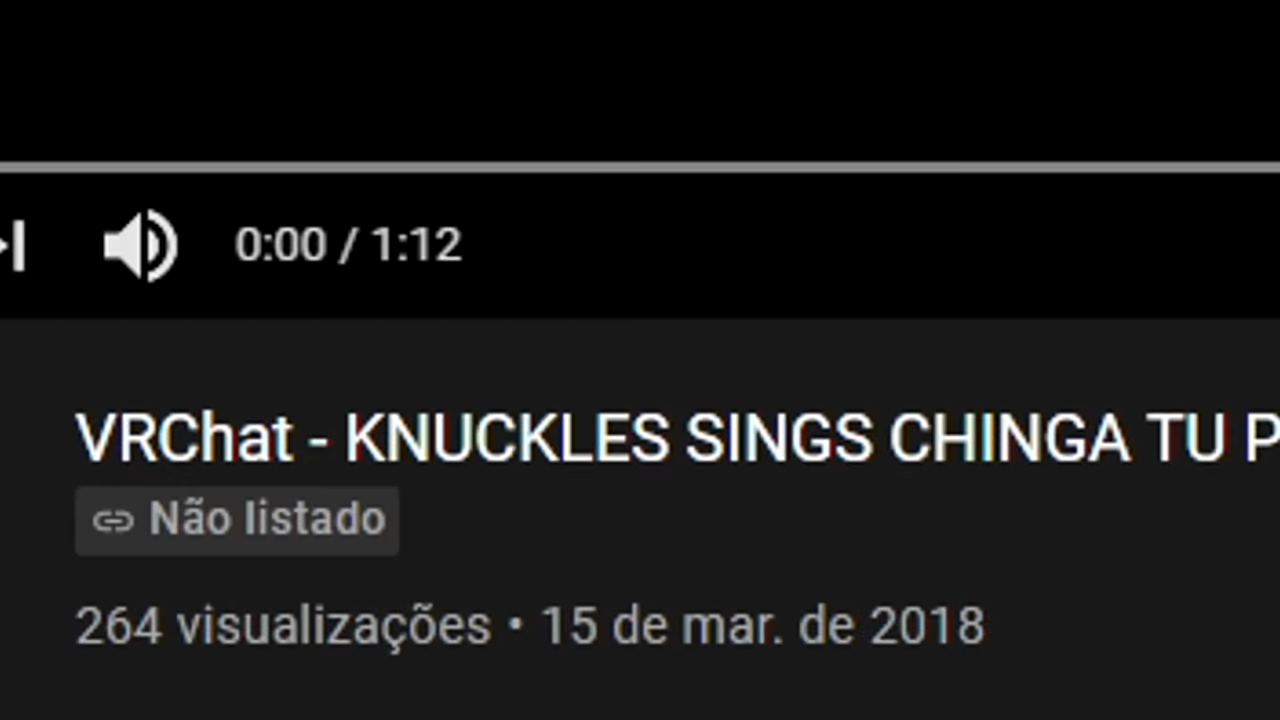 0:00 / 1:12
VRChat - KNUCKLES SINGS CHINGA TU P
Não listado
264 visualizações • 15 de mar. de 2018